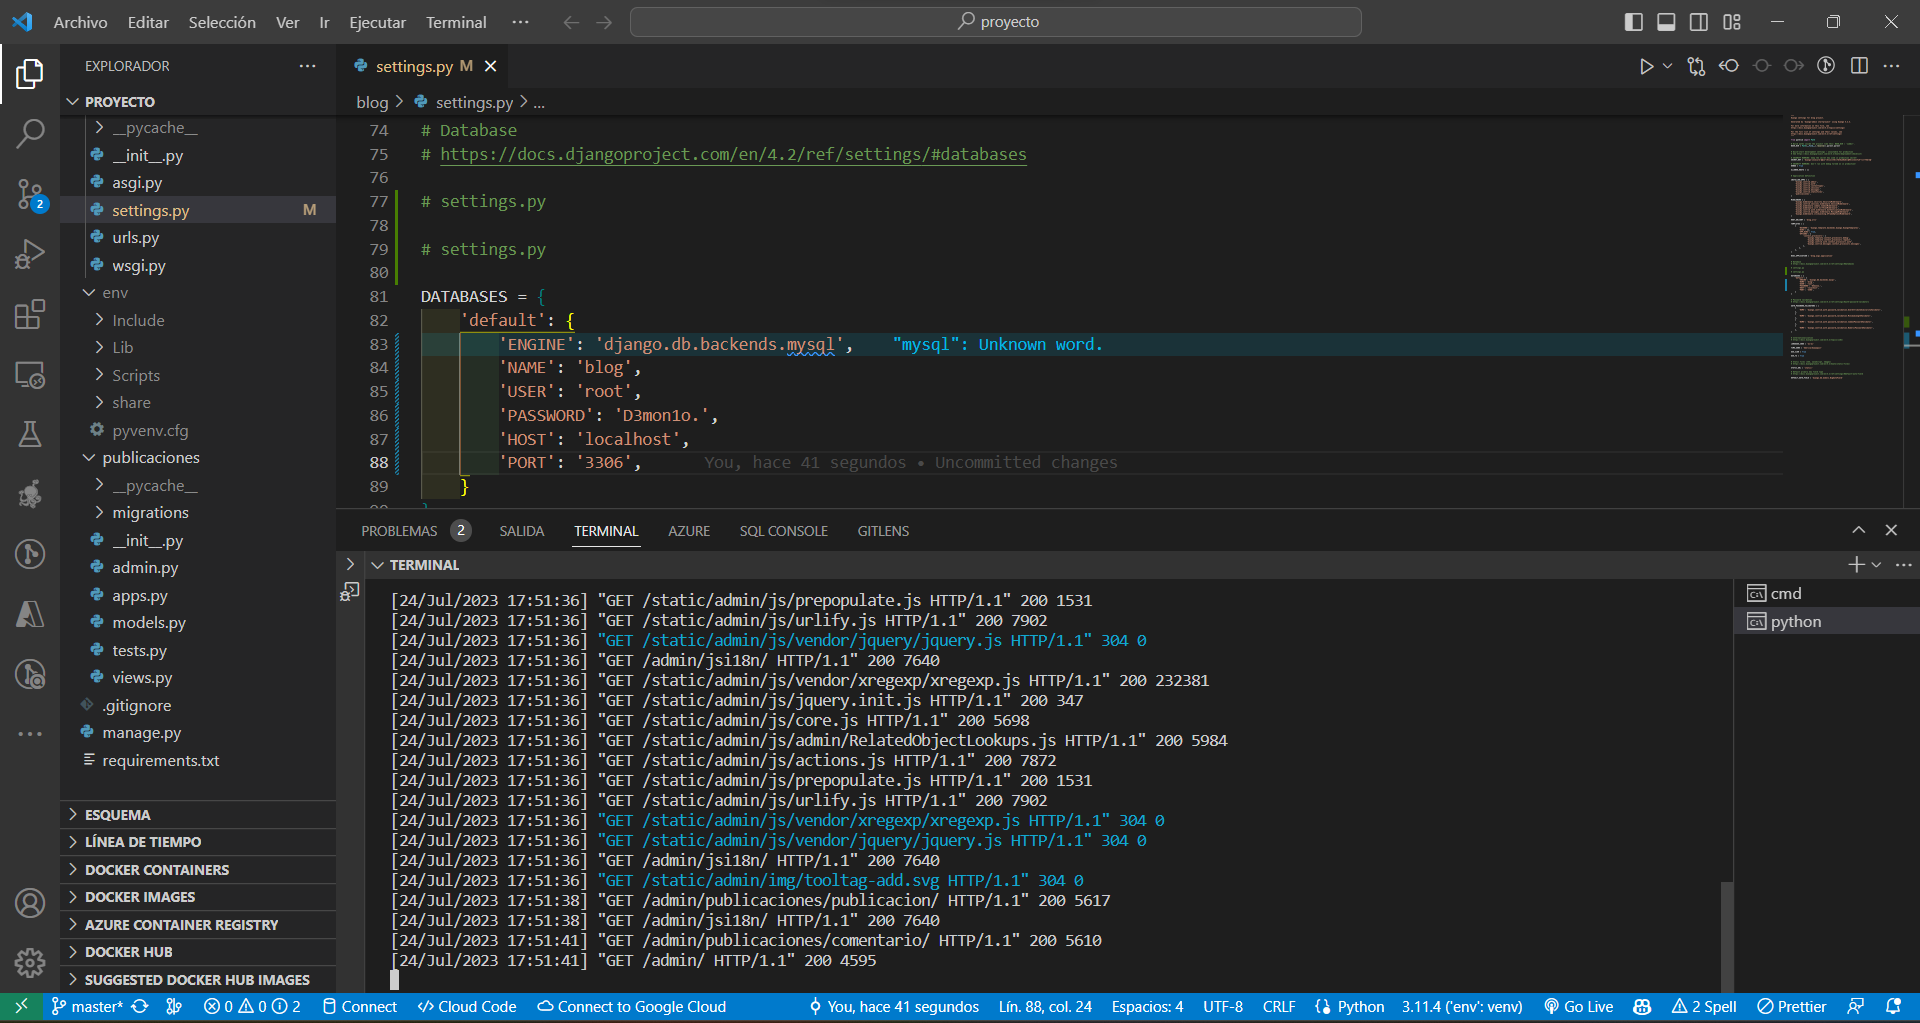 Archivo Editar Selección Ver Ir Ejecutar Terminal ··· proyecto
EXPLORADOR ···
PROYECTO
__pycache__
__init__.py
asgi.py
settings.py M
urls.py
wsgi.py
env
Include
Lib
Scripts
share
pyvenv.cfg
publicaciones
__pycache__
migrations
__init__.py
admin.py
apps.py
models.py
tests.py
views.py
.gitignore
manage.py
requirements.txt
ESQUEMA
LÍNEA DE TIEMPO
DOCKER CONTAINERS
DOCKER IMAGES
AZURE CONTAINER REGISTRY
DOCKER HUB
SUGGESTED DOCKER HUB IMAGES
2
settings.py M
blog > settings.py > ...
74 # Database
75 # https://docs.djangoproject.com/en/4.2/ref/settings/#databases
76
77 # settings.py
78
79 # settings.py
80
81 DATABASES = {
82 'default': {
83 'ENGINE': 'django.db.backends.mysql', "mysql": Unknown word.
84 'NAME': 'blog',
85 'USER': 'root',
86 'PASSWORD': 'D3mon1o.',
87 'HOST': 'localhost',
88 'PORT': '3306', You, hace 41 segundos • Uncommitted changes
89 }
PROBLEMAS 2 SALIDA TERMINAL AZURE SQL CONSOLE GITLENS
TERMINAL
[24/Jul/2023 17:51:36] "GET /static/admin/js/prepopulate.js HTTP/1.1" 200 1531
[24/Jul/2023 17:51:36] "GET /static/admin/js/urlify.js HTTP/1.1" 200 7902
[24/Jul/2023 17:51:36] "GET /static/admin/js/vendor/jquery/jquery.js HTTP/1.1" 304 0
[24/Jul/2023 17:51:36] "GET /admin/jsi18n/ HTTP/1.1" 200 7640
[24/Jul/2023 17:51:36] "GET /static/admin/js/vendor/xregexp/xregexp.js HTTP/1.1" 200 232381
[24/Jul/2023 17:51:36] "GET /static/admin/js/jquery.init.js HTTP/1.1" 200 347
[24/Jul/2023 17:51:36] "GET /static/admin/js/core.js HTTP/1.1" 200 5698
[24/Jul/2023 17:51:36] "GET /static/admin/js/admin/RelatedObjectLookups.js HTTP/1.1" 200 5984
[24/Jul/2023 17:51:36] "GET /static/admin/js/actions.js HTTP/1.1" 200 7872
[24/Jul/2023 17:51:36] "GET /static/admin/js/prepopulate.js HTTP/1.1" 200 1531
[24/Jul/2023 17:51:36] "GET /static/admin/js/urlify.js HTTP/1.1" 200 7902
[24/Jul/2023 17:51:36] "GET /static/admin/js/vendor/xregexp/xregexp.js HTTP/1.1" 304 0
[24/Jul/2023 17:51:36] "GET /static/admin/js/vendor/jquery/jquery.js HTTP/1.1" 304 0
[24/Jul/2023 17:51:36] "GET /admin/jsi18n/ HTTP/1.1" 200 7640
[24/Jul/2023 17:51:36] "GET /static/admin/img/tooltag-add.svg HTTP/1.1" 304 0
[24/Jul/2023 17:51:38] "GET /admin/publicaciones/publicacion/ HTTP/1.1" 200 5617
[24/Jul/2023 17:51:38] "GET /admin/jsi18n/ HTTP/1.1" 200 7640
[24/Jul/2023 17:51:41] "GET /admin/publicaciones/comentario/ HTTP/1.1" 200 5610
[24/Jul/2023 17:51:41] "GET /admin/ HTTP/1.1" 200 4595
cmd
python
master* 0 0 2 Connect </> Cloud Code Connect to Google Cloud You, hace 41 segundos Lín. 88, col. 24 Espacios: 4 UTF-8 CRLF Python 3.11.4 ('env': venv) Go Live 2 Spell Prettier